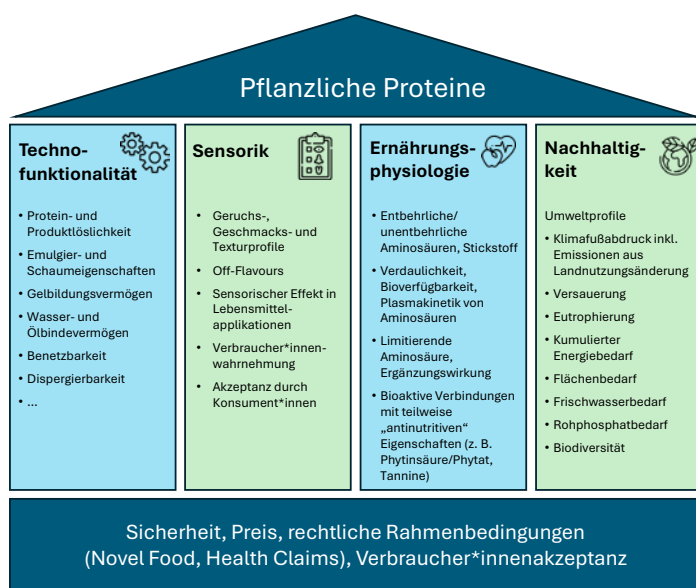 Pflanzliche Proteine
Techno-
funktionalität
• Protein- und
Produktlöslichkeit
• Emulgier- und
Schaumeigenschaften
• Gelbildungsvermögen
• Wasser- und
Ölbindevermögen
• Benetzbarkeit
• Dispergierbarkeit
• ...
Sensorik
• Geruchs-,
Geschmacks- und
Texturprofile
• Off-Flavours
• Sensorischer Effekt in
Lebensmittel-
applikationen
• Verbraucher*innen-
wahrnehmung
• Akzeptanz durch
Konsument*innen
Ernährungs-
physiologie
• Entbehrliche/
unentbehrliche
Aminosäuren, Stickstoff
• Verdaulichkeit,
Bioverfügbarkeit,
Plasmakinetik von
Aminosäuren
• Limitierende
Aminosäure,
Ergänzungswirkung
• Bioaktive Verbindungen
mit teilweise
„antinutritiven“
Eigenschaften (z. B.
Phytinsäure/Phytat,
Tannine)
Nachhaltig-
keit
Umweltprofile
• Klimafußabdruck inkl.
Emissionen aus
Landnutzungsänderung
• Versauerung
• Eutrophierung
• Kumulierter
Energiebedarf
• Flächenbedarf
• Frischwasserbedarf
• Rohphosphatbedarf
• Biodiversität
Sicherheit, Preis, rechtliche Rahmenbedingungen
(Novel Food, Health Claims), Verbraucher*innenakzeptanz